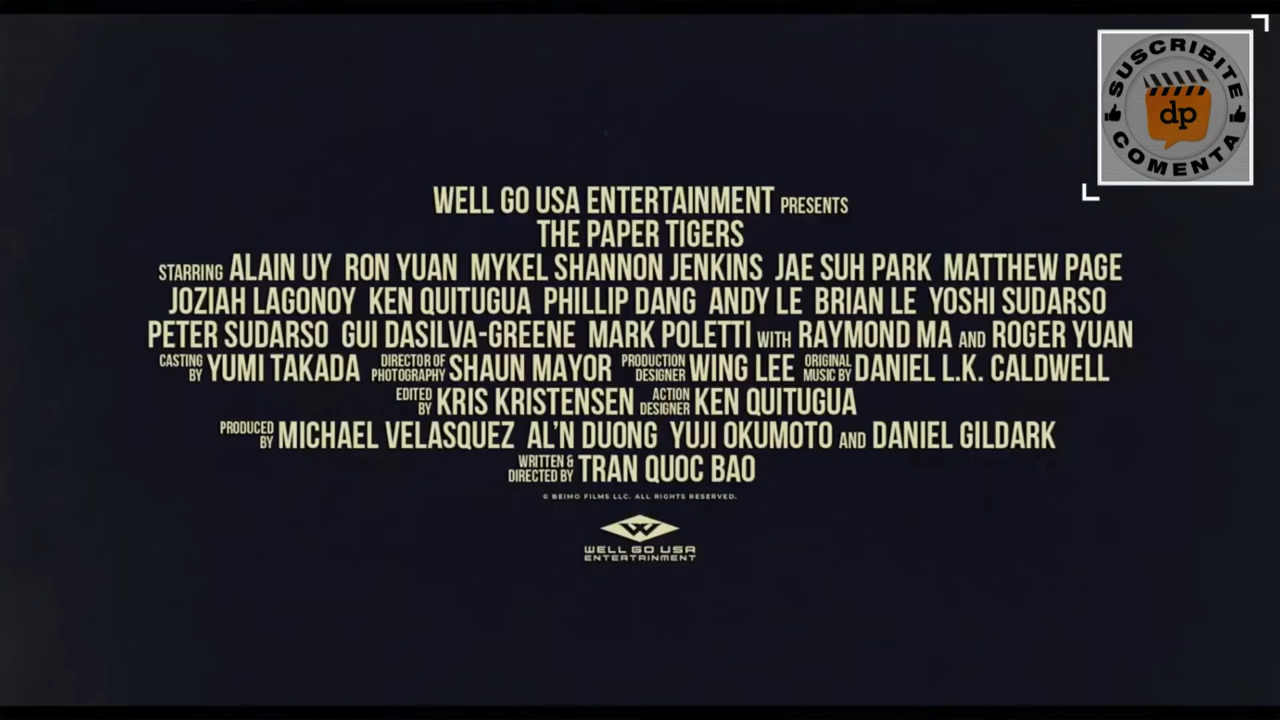 SUSCRIBITE
dp
COMENTA
WELL GO USA ENTERTAINMENT PRESENTS
THE PAPER TIGERS
STARRING ALAIN UY RON YUAN MYKEL SHANNON JENKINS JAE SUH PARK MATTHEW PAGE
JOZIAH LAGONOY KEN QUITUGUA PHILLIP DANG ANDY LE BRIAN LE YOSHI SUDARSO
PETER SUDARSO GUI DASILVA-GREENE MARK POLETTI WITH RAYMOND MA AND ROGER YUAN
CASTING BY YUMI TAKADA DIRECTOR OF PHOTOGRAPHY SHAUN MAYOR PRODUCTION DESIGNER WING LEE ORIGINAL MUSIC BY DANIEL L.K. CALDWELL
EDITED BY KRIS KRISTENSEN ACTION DESIGNER KEN QUITUGUA
PRODUCED BY MICHAEL VELASQUEZ AL'N DUONG YUJI OKUMOTO AND DANIEL GILDARK
WRITTEN & DIRECTED BY TRAN QUOC BAO
© BEIMO FILMS LLC. ALL RIGHTS RESERVED.
WELL GO USA
ENTERTAINMENT